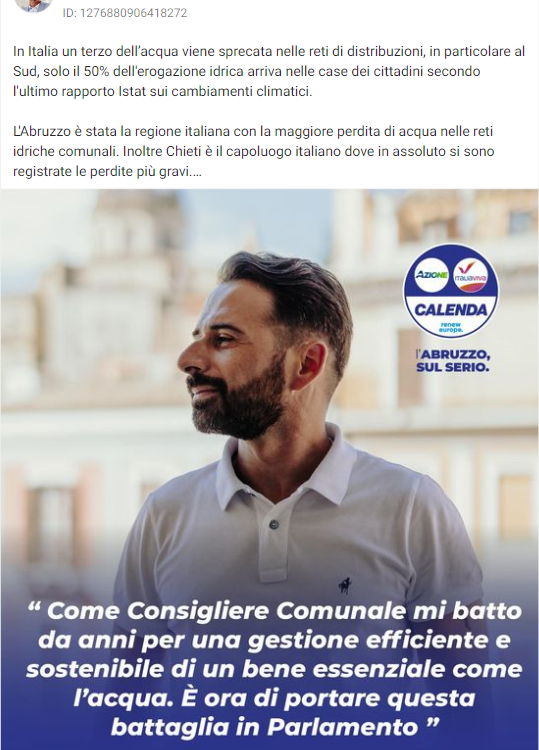 ID: 1276880906418272
In Italia un terzo dell'acqua viene sprecata nelle reti di distribuzioni, in particolare al
Sud, solo il 50% dell'erogazione idrica arriva nelle case dei cittadini secondo
l'ultimo rapporto Istat sui cambiamenti climatici.
L'Abruzzo è stata la regione italiana con la maggiore perdita di acqua nelle reti
idriche comunali. Inoltre Chieti è il capoluogo italiano dove in assoluto si sono
registrate le perdite più gravi....
AZIONE ITALIAVIVA
CALENDA
renew
europe.
l'ABRUZZO,
SUL SERIO.
“ Come Consigliere Comunale mi batto
da anni per una gestione efficiente e
sostenibile di un bene essenziale come
l’acqua. È ora di portare questa
battaglia in Parlamento ”